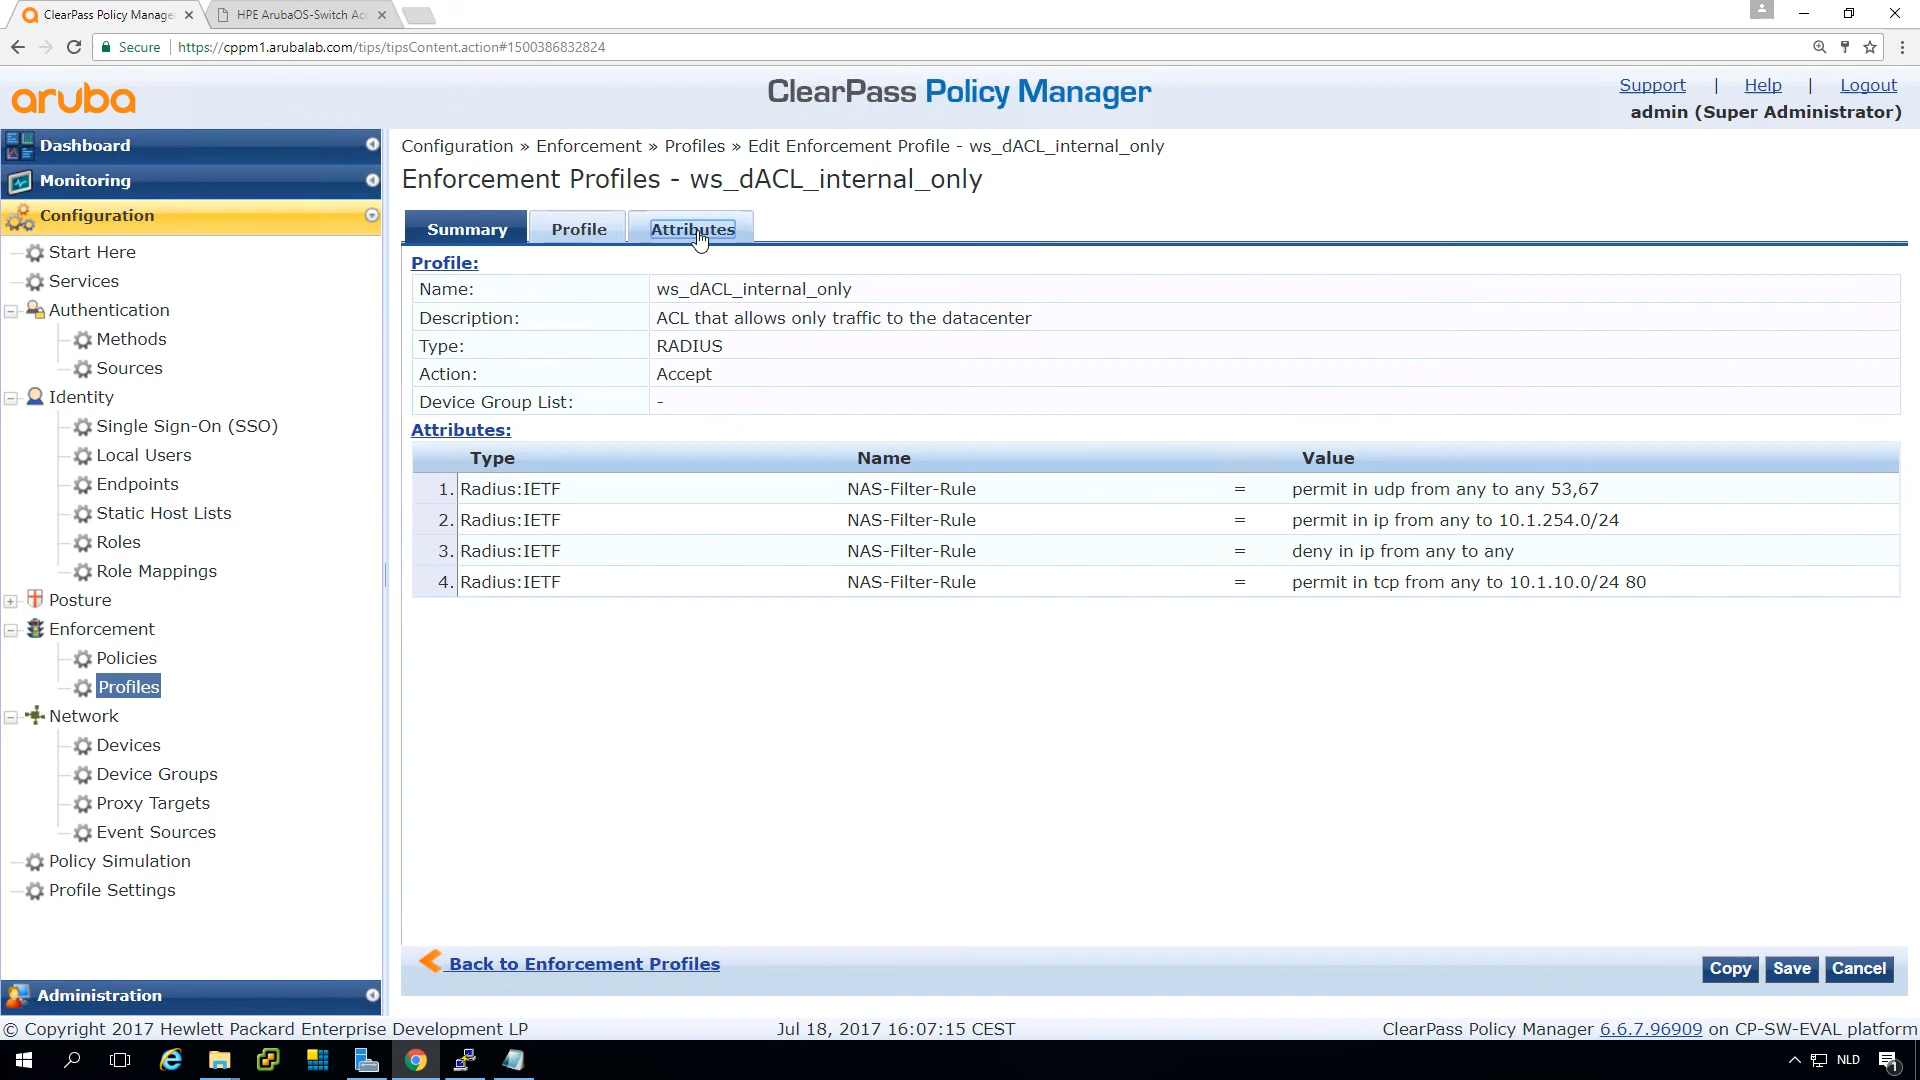 ClearPass Policy Manage
HPE ArubaOS-Switch Acc
Secure
https://cppm1.arubalab.com/tips/tipsContent.action#1500386832824
aruba
ClearPass Policy Manager
Support | Help | Logout
admin (Super Administrator)
Dashboard
Monitoring
Configuration
Start Here
Services
Authentication
Methods
Sources
Identity
Single Sign-On (SSO)
Local Users
Endpoints
Static Host Lists
Roles
Role Mappings
Posture
Enforcement
Policies
Profiles
Network
Devices
Device Groups
Proxy Targets
Event Sources
Policy Simulation
Profile Settings
Administration
Configuration » Enforcement » Profiles » Edit Enforcement Profile - ws_dACL_internal_only
Enforcement Profiles - ws_dACL_internal_only
Summary Profile Attributes
Profile:
Name: ws_dACL_internal_only
Description: ACL that allows only traffic to the datacenter
Type: RADIUS
Action: Accept
Device Group List: -
Attributes:
Type Name Value
1. Radius:IETF NAS-Filter-Rule = permit in udp from any to any 53,67
2. Radius:IETF NAS-Filter-Rule = permit in ip from any to 10.1.254.0/24
3. Radius:IETF NAS-Filter-Rule = deny in ip from any to any
4. Radius:IETF NAS-Filter-Rule = permit in tcp from any to 10.1.10.0/24 80
Back to Enforcement Profiles
Copy Save Cancel
© Copyright 2017 Hewlett Packard Enterprise Development LP
Jul 18, 2017 16:07:15 CEST
ClearPass Policy Manager 6.6.7.96909 on CP-SW-EVAL platform
NLD
1